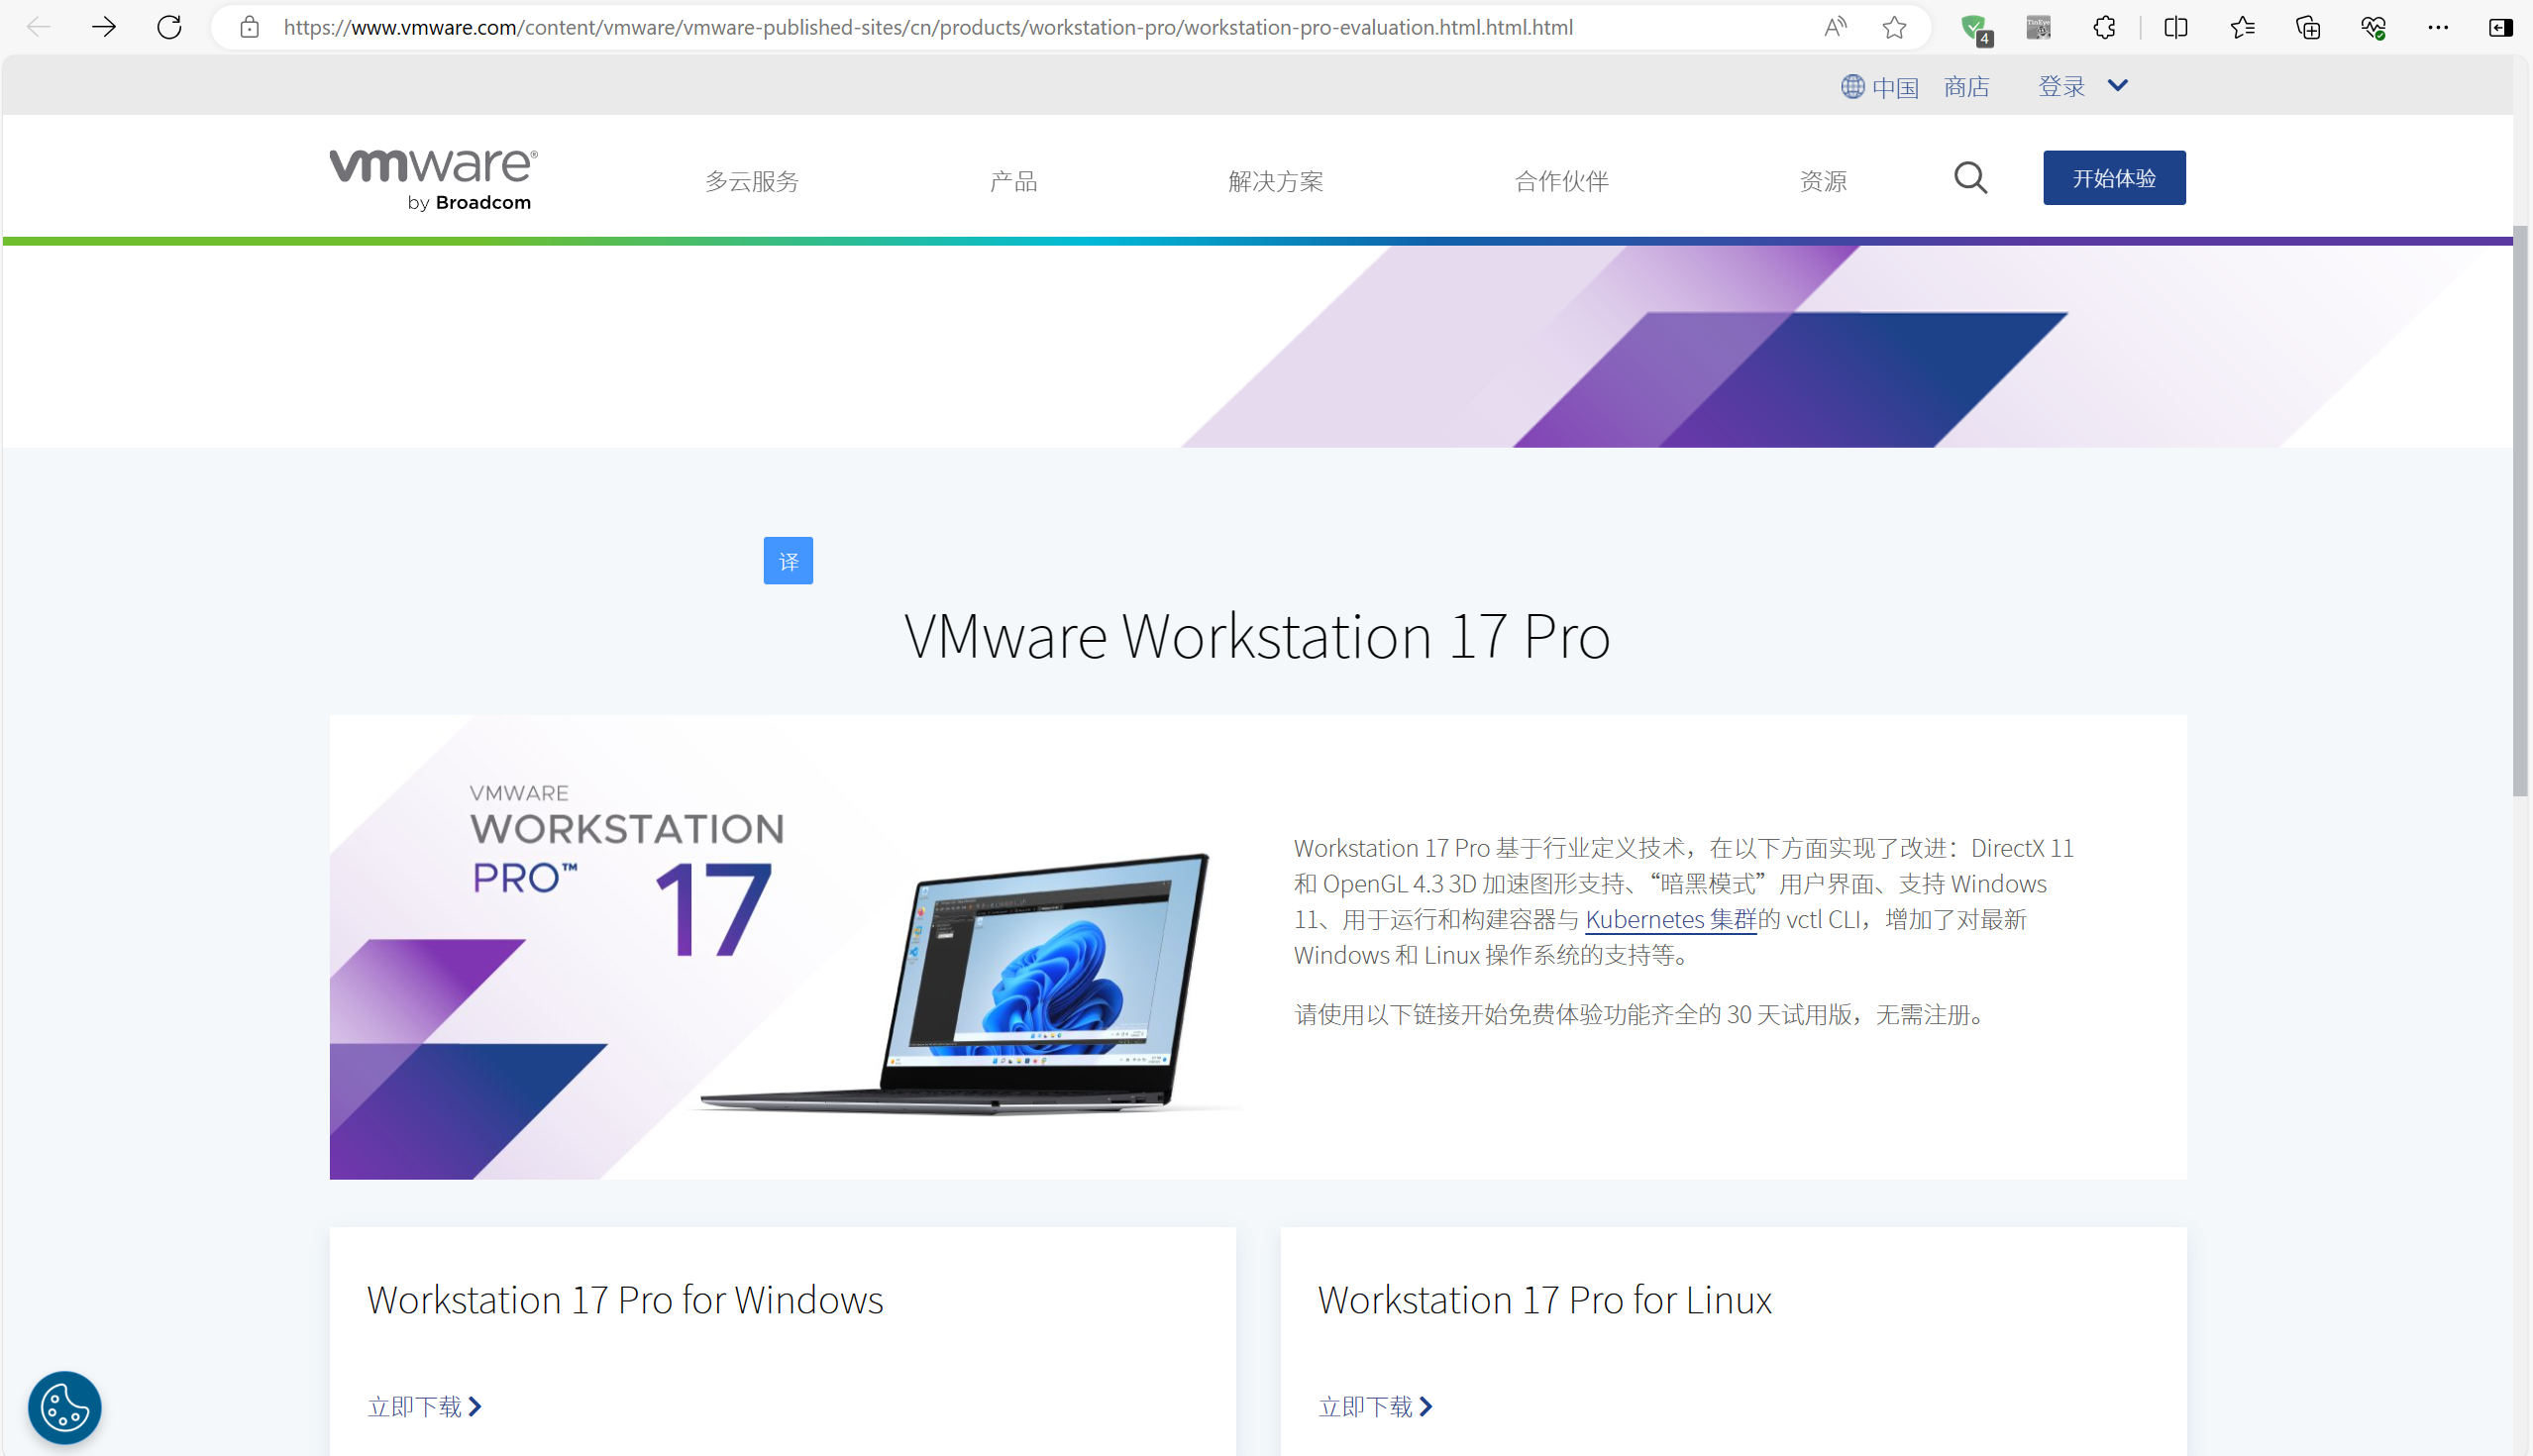 https://www.vmware.com/content/vmware/vmware-published-sites/cn/products/workstation-pro/workstation-pro-evaluation.html.html.html
4
TinEye
中国 商店 登录
vmware®
by Broadcom
多云服务 产品 解决方案 合作伙伴 资源 开始体验
译
VMware Workstation 17 Pro
VMWARE
WORKSTATION
PRO™ 17
Workstation 17 Pro 基于行业定义技术，在以下方面实现了改进：DirectX 11
和 OpenGL 4.3 3D 加速图形支持、“暗黑模式”用户界面、支持 Windows
11、用于运行和构建容器与 Kubernetes 集群的 vctl CLI，增加了对最新
Windows 和 Linux 操作系统的支持等。
请使用以下链接开始免费体验功能齐全的 30 天试用版，无需注册。
Workstation 17 Pro for Windows
立即下载
Workstation 17 Pro for Linux
立即下载